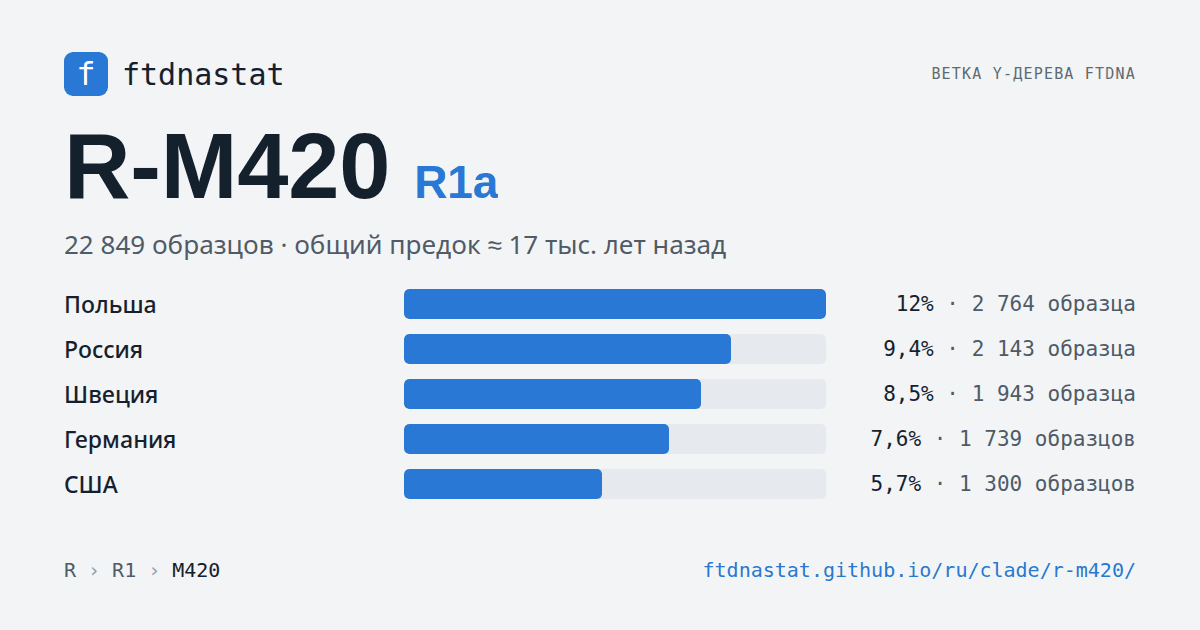 f ftdnastat
ВЕТКА Y-ДЕРЕВА FTDNA
R-M420 R1a
22 849 образцов · общий предок ≈ 17 тыс. лет назад
Польша 12% · 2 764 образца
Россия 9,4% · 2 143 образца
Швеция 8,5% · 1 943 образца
Германия 7,6% · 1 739 образцов
США 5,7% · 1 300 образцов
R › R1 › M420
ftdnastat.github.io/ru/clade/r-m420/